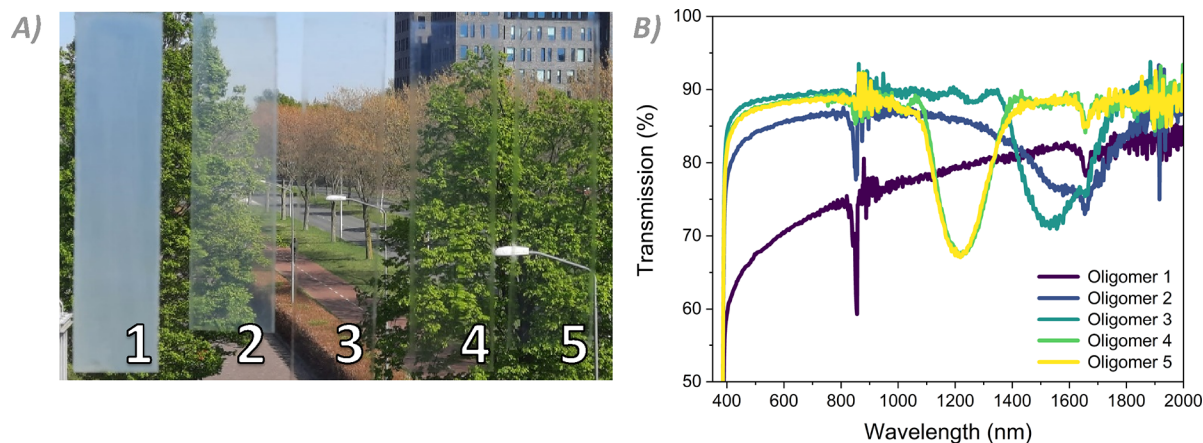 A)
1 2 3 4 5
B)
Transmission (%)
100
90
80
70
60
50
Oligomer 1
Oligomer 2
Oligomer 3
Oligomer 4
Oligomer 5
400 600 800 1000 1200 1400 1600 1800 2000
Wavelength (nm)